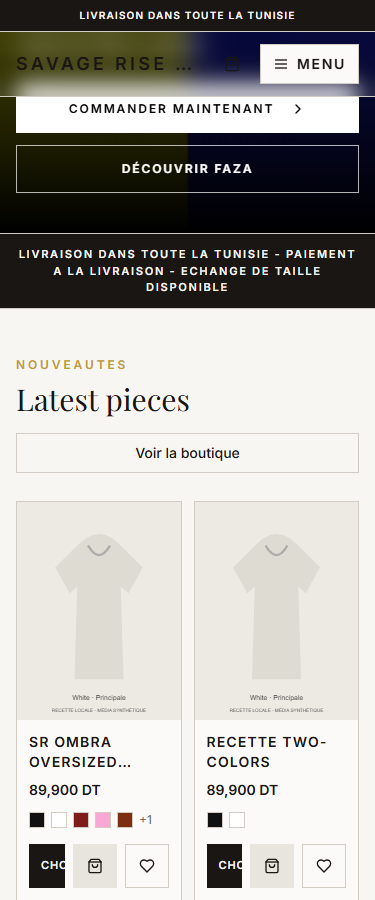 LIVRAISON DANS TOUTE LA TUNISIE
SAVAGE RISE ...
MENU
COMMANDER MAINTENANT
DÉCOUVRIR FAZA
LIVRAISON DANS TOUTE LA TUNISIE - PAIEMENT
A LA LIVRAISON - ECHANGE DE TAILLE
DISPONIBLE
NOUVEAUTES
Latest pieces
Voir la boutique
White · Principale
RECETTE LOCALE · MÉDIA SYNTHÉTIQUE
White · Principale
RECETTE LOCALE · MÉDIA SYNTHÉTIQUE
SR OMBRA
OVERSIZED...
89,900 DT
+1
CHO
RECETTE TWO-
COLORS
89,900 DT
CHO